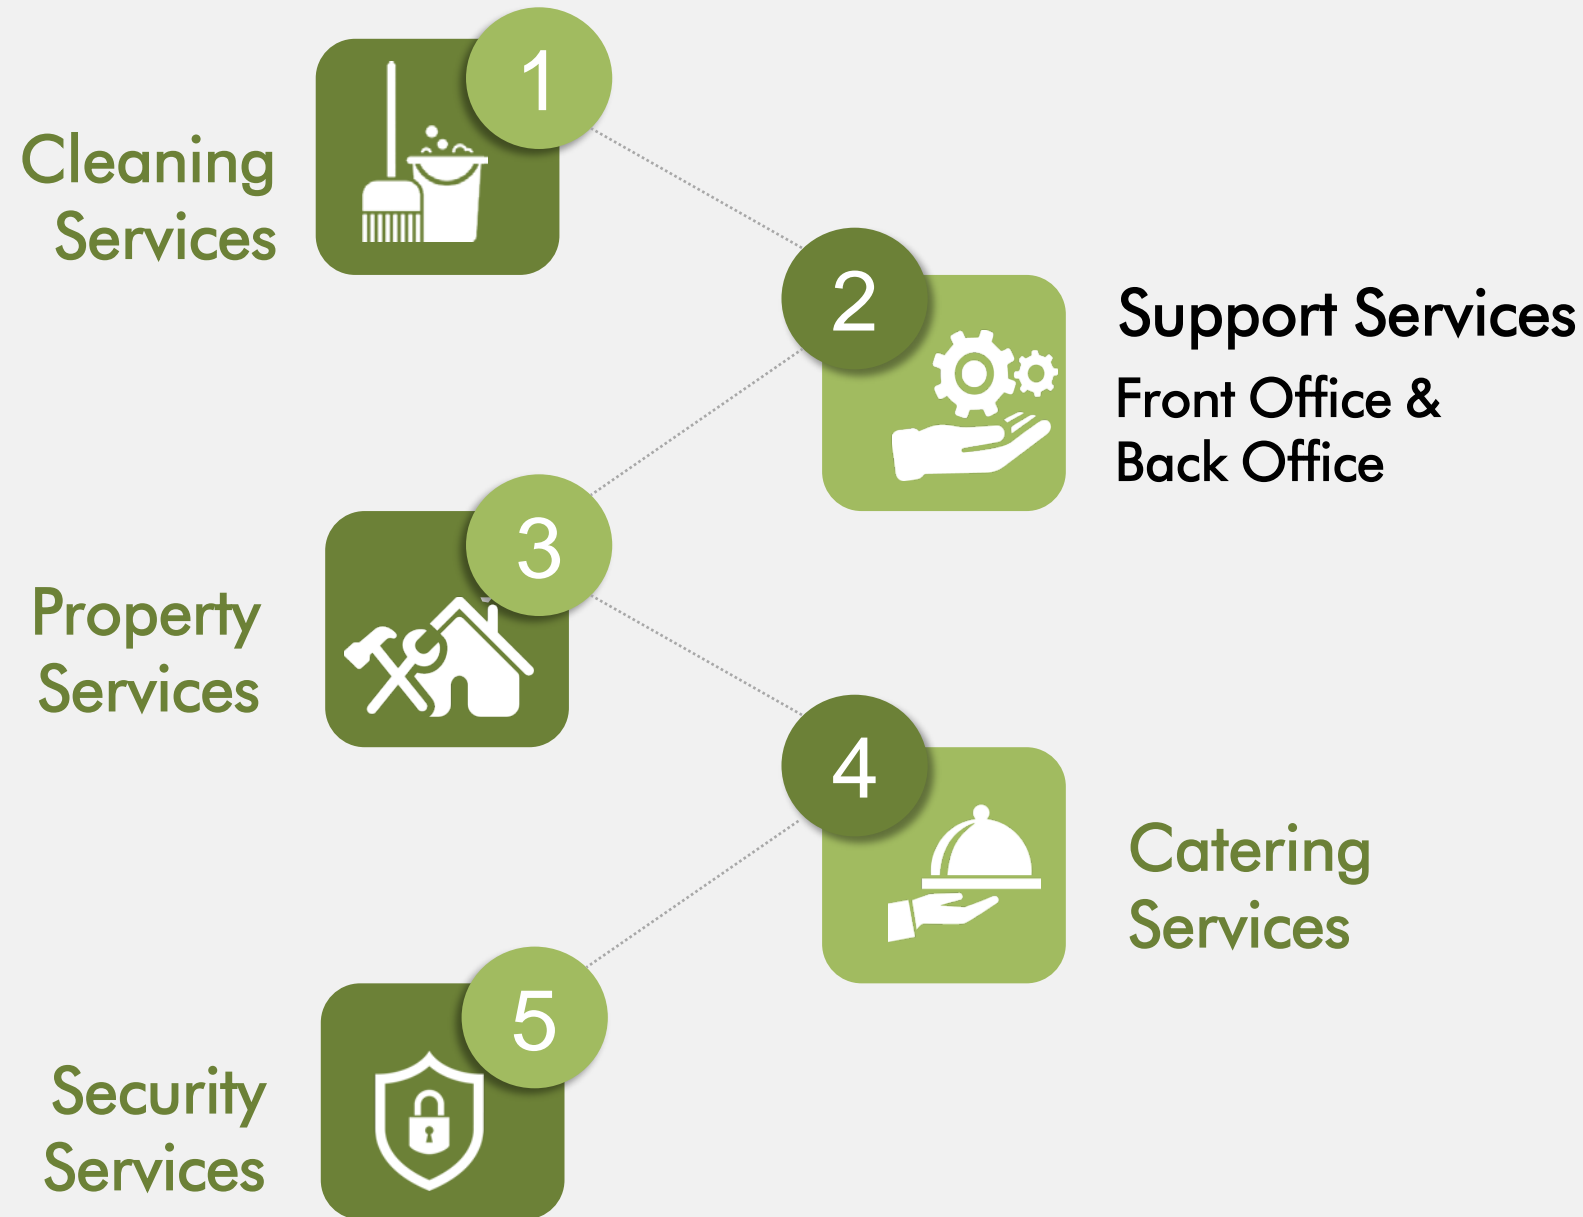 1
Cleaning
Services
2
Support Services
Front Office &
Back Office
3
Property
Services
4
Catering
Services
5
Security
Services